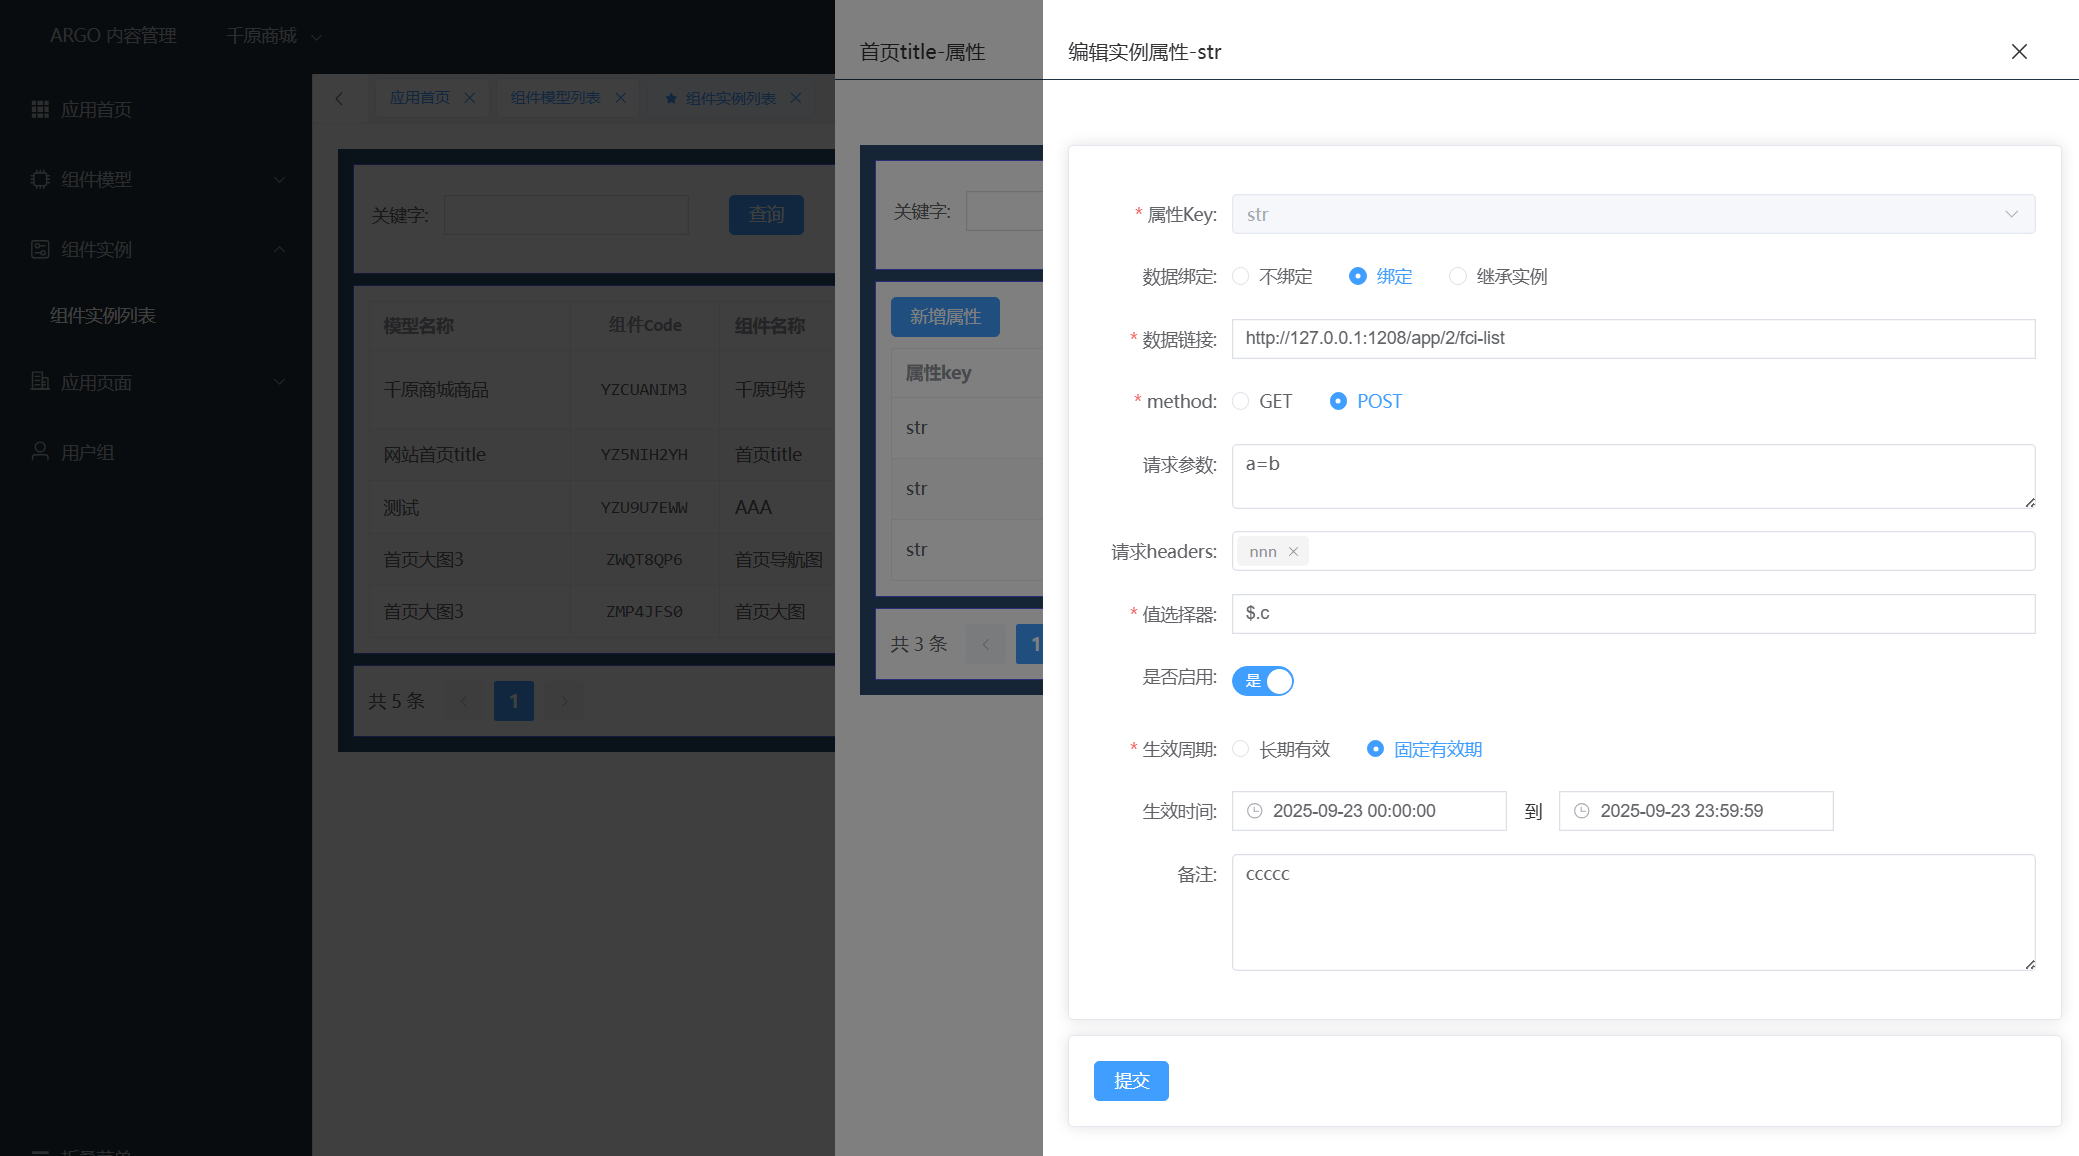 ARGO 内容管理
千原商城
应用首页
组件模型
组件实例
组件实例列表
应用页面
用户组
应用首页
组件模型列表
组件实例列表
关键字:
查询
模型名称 组件Code 组件名称
千原商城商品 YZCUANIM3 千原玛特
网站首页title YZ5NIH2YH 首页title
测试 YZU9U7EWW AAA
首页大图3 ZWQT8QP6 首页导航图
首页大图3 ZMP4JFS0 首页大图
共 5 条
1
首页title-属性
关键字:
新增属性
属性key
str
str
str
共 3 条
1
编辑实例属性-str
* 属性Key: str
数据绑定: 不绑定 绑定 继承实例
* 数据链接: http://127.0.0.1:1208/app/2/fci-list
* method: GET POST
请求参数: a=b
请求headers: nnn
* 值选择器: $.c
是否启用: 是
* 生效周期: 长期有效 固定有效期
生效时间: 2025-09-23 00:00:00 到 2025-09-23 23:59:59
备注: ccccc
提交